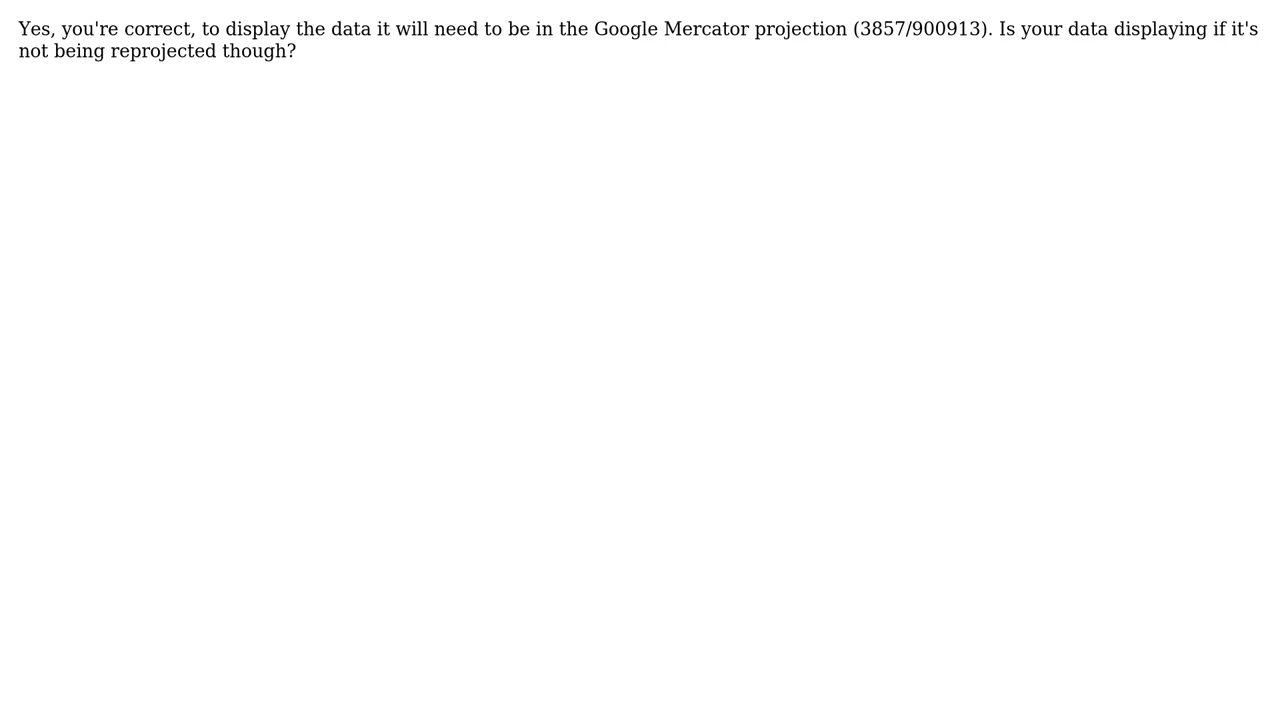 Yes, you're correct, to display the data it will need to be in the Google Mercator projection (3857/900913). Is your data displaying if it's
not being reprojected though?